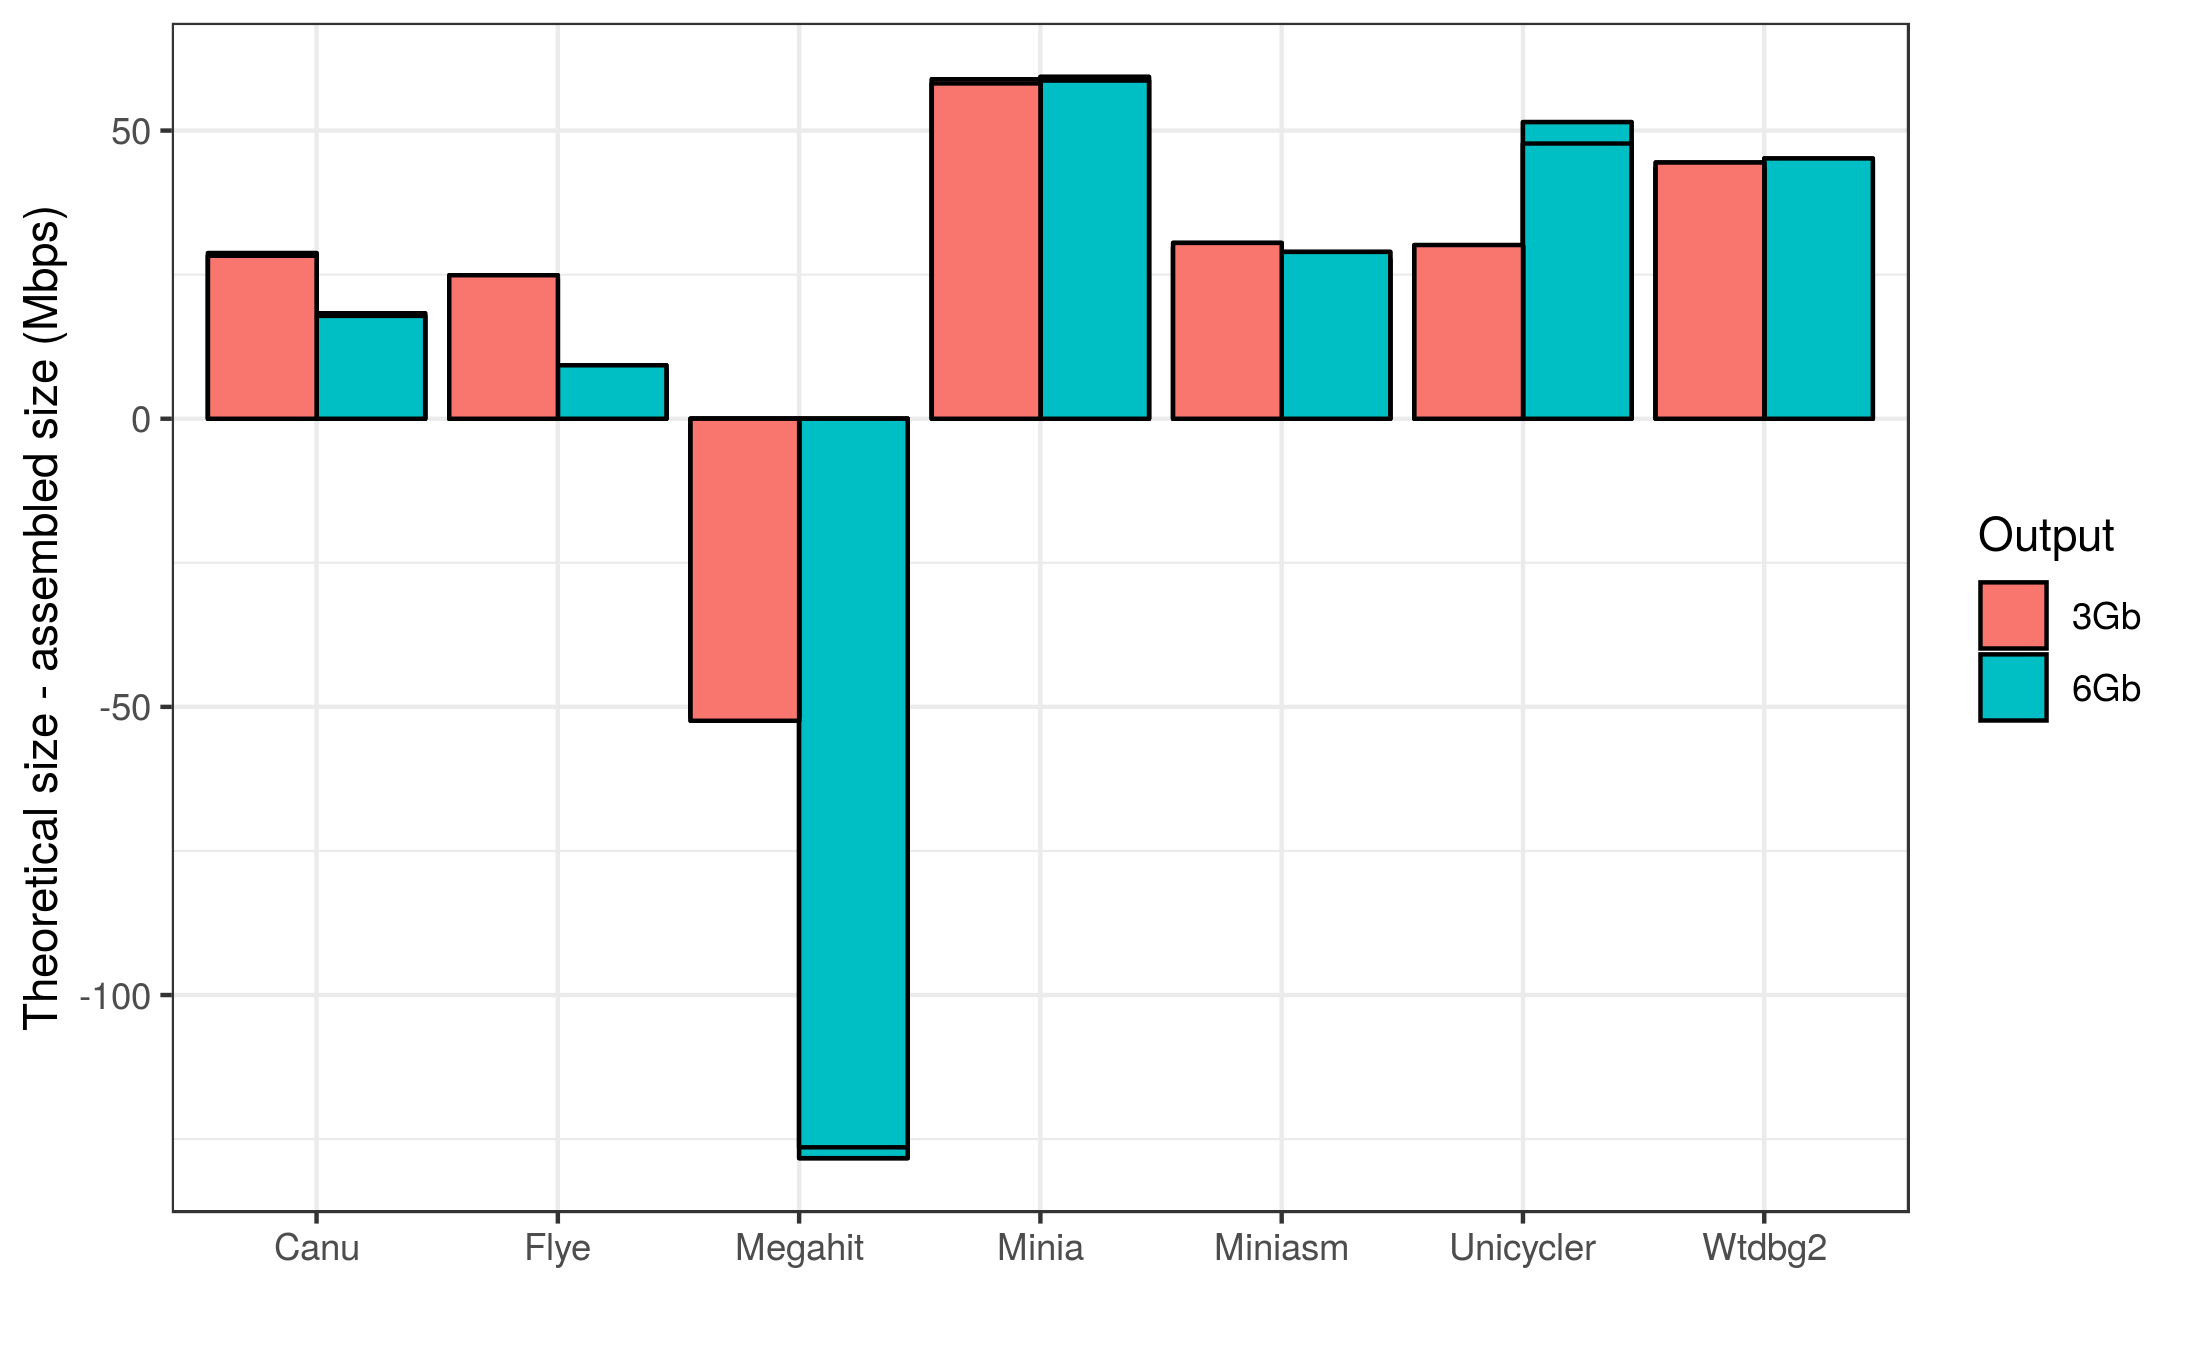 Theoretical size - assembled size (Mbps)
50
0
-50
-100
Canu
Flye
Megahit
Minia
Miniasm
Unicycler
Wtdbg2
Output
3Gb
6Gb